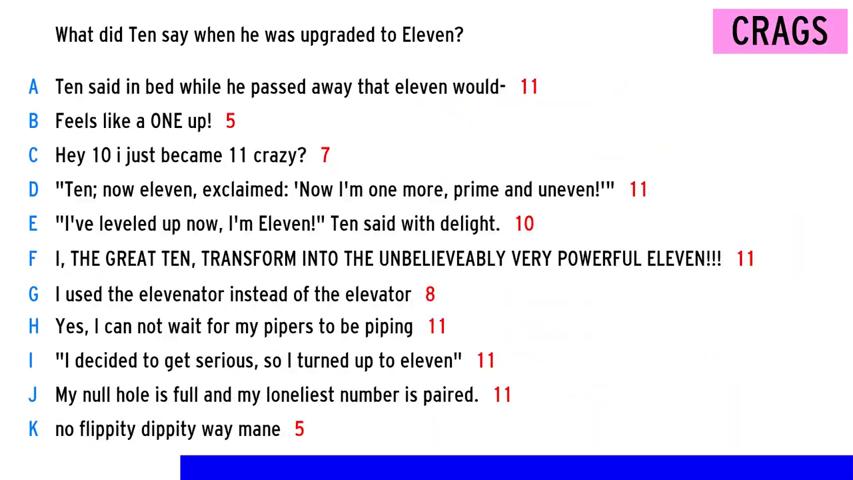 What did Ten say when he was upgraded to Eleven?
CRAGS
A Ten said in bed while he passed away that eleven would- 11
B Feels like a ONE up! 5
C Hey 10 i just became 11 crazy? 7
D "Ten; now eleven, exclaimed: 'Now I'm one more, prime and uneven!'" 11
E "I've leveled up now, I'm Eleven!" Ten said with delight. 10
F I, THE GREAT TEN, TRANSFORM INTO THE UNBELIEVEABLY VERY POWERFUL ELEVEN!!! 11
G I used the elevenator instead of the elevator 8
H Yes, I can not wait for my pipers to be piping 11
I "I decided to get serious, so I turned up to eleven" 11
J My null hole is full and my loneliest number is paired. 11
K no flippity dippity way mane 5